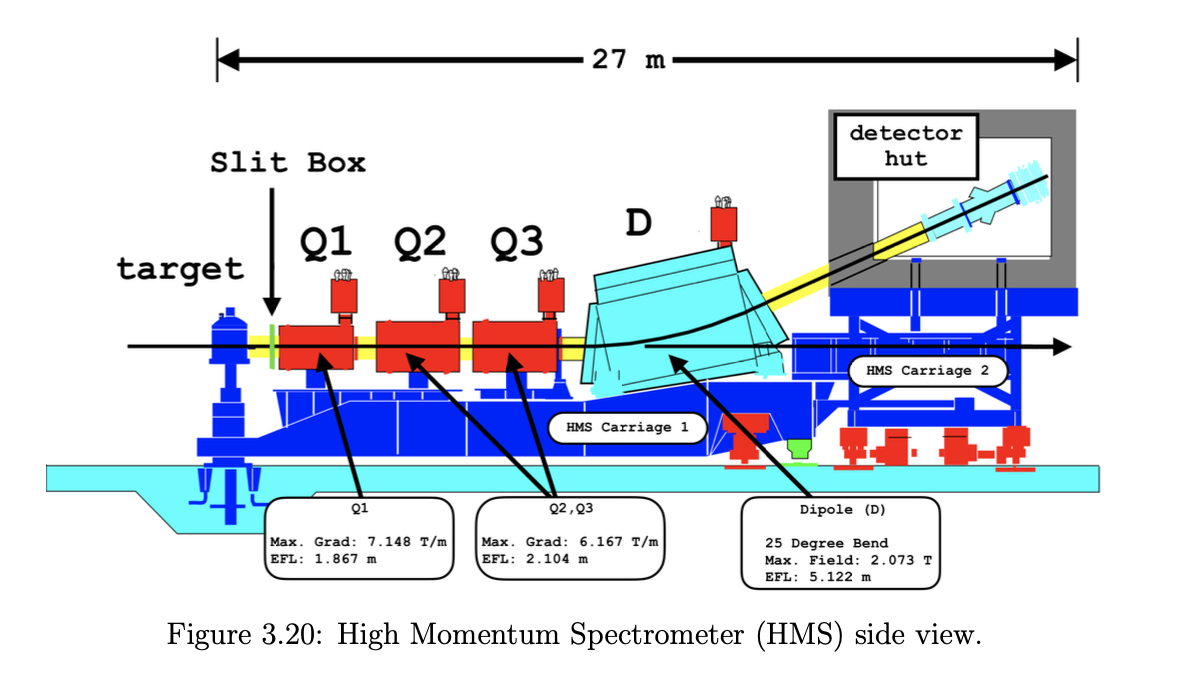 27 m
detector
hut
Slit Box
D
Q1 Q2 Q3
target
HMS Carriage 2
HMS Carriage 1
Q1
Max. Grad: 7.148 T/m
EFL: 1.867 m
Q2,Q3
Max. Grad: 6.167 T/m
EFL: 2.104 m
Dipole (D)
25 Degree Bend
Max. Field: 2.073 T
EFL: 5.122 m
Figure 3.20: High Momentum Spectrometer (HMS) side view.